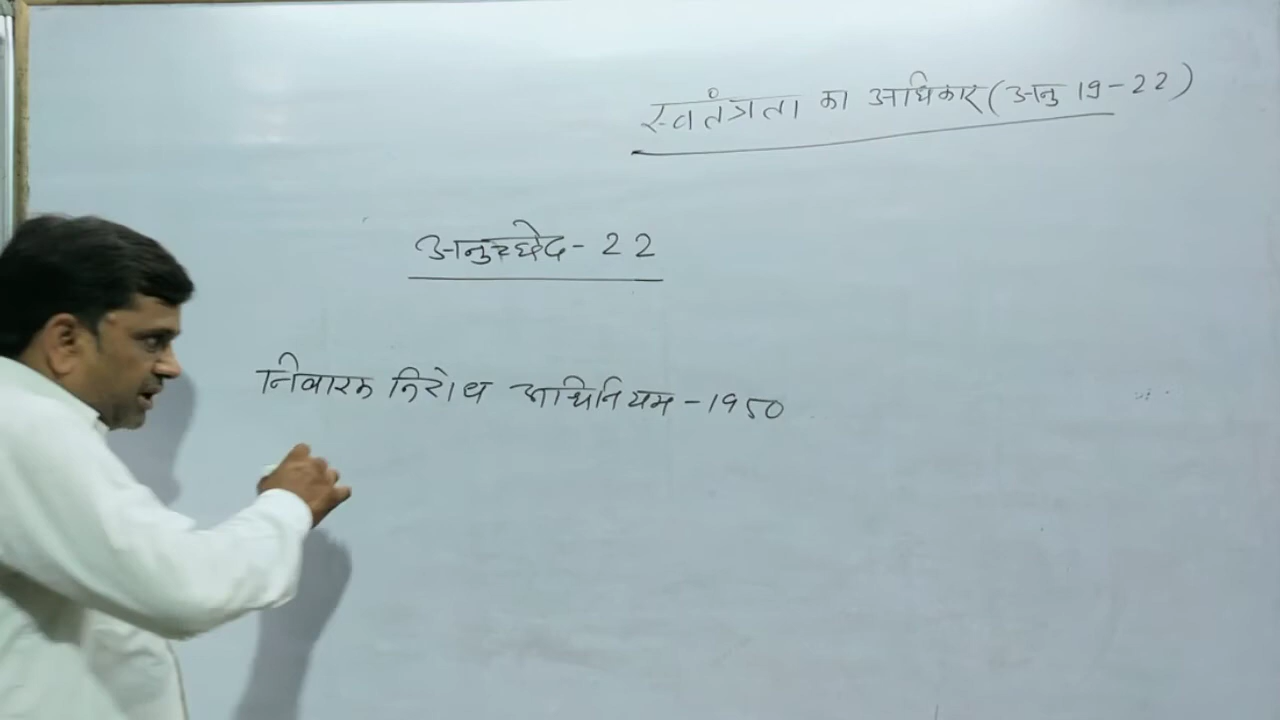 स्वतंत्रता का अधिकार (अनु 19-22)
अनुच्छेद - 22
निवारक निरोध अधिनियम - 1950